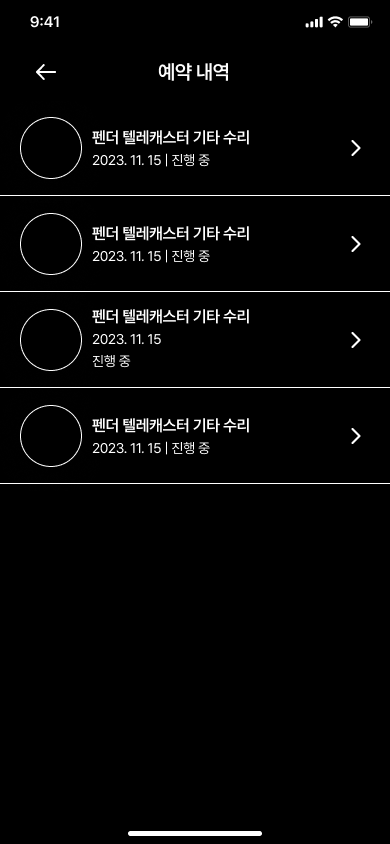 9:41
예약 내역
펜더 텔레캐스터 기타 수리
2023. 11. 15 | 진행 중
펜더 텔레캐스터 기타 수리
2023. 11. 15 | 진행 중
펜더 텔레캐스터 기타 수리
2023. 11. 15
진행 중
펜더 텔레캐스터 기타 수리
2023. 11. 15 | 진행 중